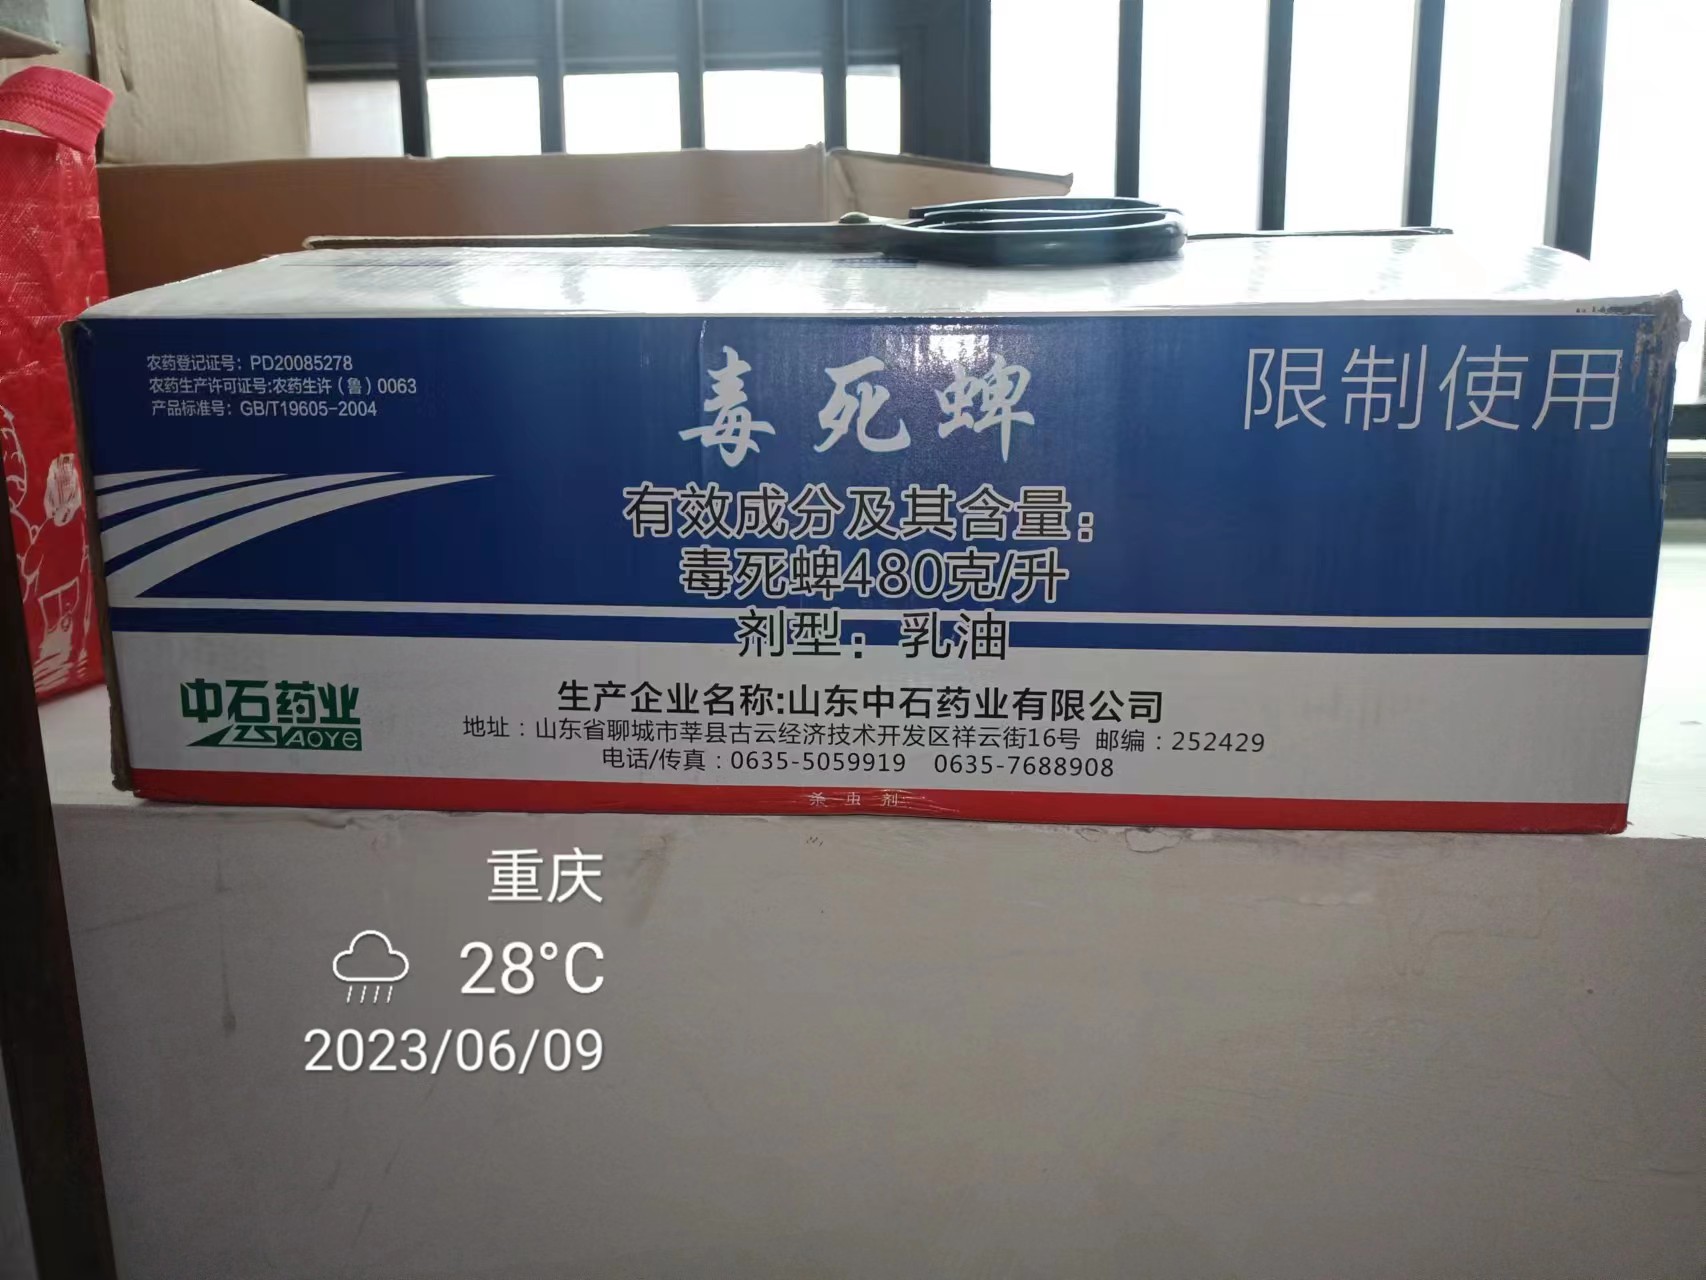 农药登记证号：PD20085278
农药生产许可证号:农药生许（鲁）0063
产品标准号：GB/T19605-2004
毒死蜱
限制使用
有效成分及其含量：
毒死蜱480克/升
剂型：乳油
中石药业
YAOYE
生产企业名称:山东中石药业有限公司
地址：山东省聊城市莘县古云经济技术开发区祥云街16号 邮编：252429
电话/传真：0635-5059919 0635-7688908
杀虫剂
重庆
28°C
2023/06/09